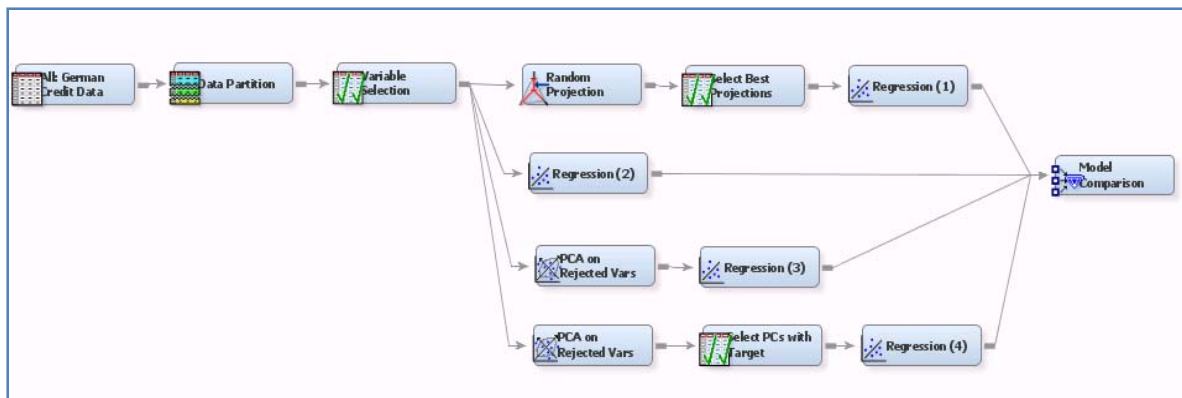 All: German
Credit Data
Data Partition
Variable
Selection
Random
Projection
Select Best
Projections
Regression (1)
Regression (2)
Model
Comparison
PCA on
Rejected Vars
Regression (3)
PCA on
Rejected Vars
Select PCs with
Target
Regression (4)